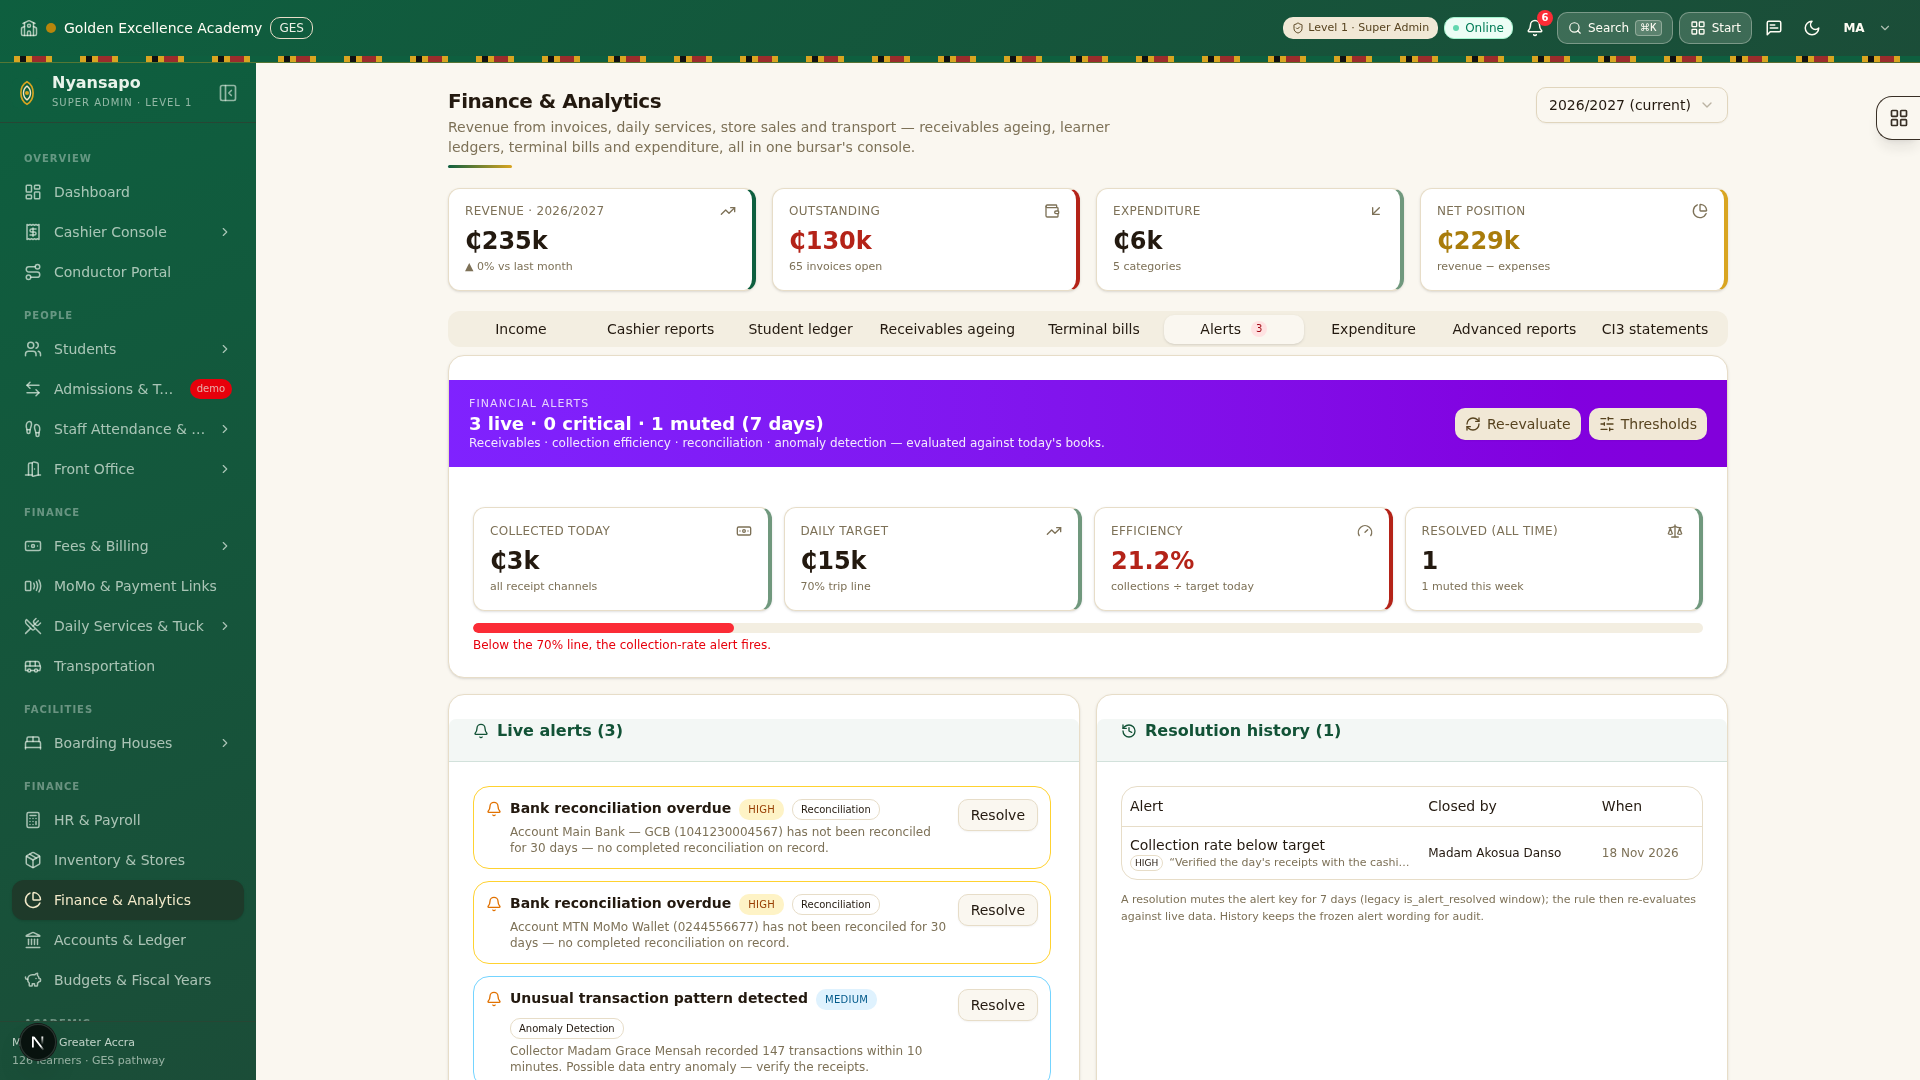 Golden Excellence Academy GES
Level 1 · Super Admin
Online
6
Search ⌘K
Start
MA
Nyansapo
SUPER ADMIN · LEVEL 1
OVERVIEW
Dashboard
Cashier Console
Conductor Portal
PEOPLE
Students
Admissions & T... demo
Staff Attendance & ...
Front Office
FINANCE
Fees & Billing
MoMo & Payment Links
Daily Services & Tuck
Transportation
FACILITIES
Boarding Houses
FINANCE
HR & Payroll
Inventory & Stores
Finance & Analytics
Accounts & Ledger
Budgets & Fiscal Years
N
Greater Accra
learners · GES pathway
Finance & Analytics
Revenue from invoices, daily services, store sales and transport — receivables ageing, learner
ledgers, terminal bills and expenditure, all in one bursar's console.
2026/2027 (current)
REVENUE · 2026/2027
₵235k
▲ 0% vs last month
OUTSTANDING
₵130k
65 invoices open
EXPENDITURE
₵6k
5 categories
NET POSITION
₵229k
revenue − expenses
Income
Cashier reports
Student ledger
Receivables ageing
Terminal bills
Alerts 3
Expenditure
Advanced reports
CI3 statements
FINANCIAL ALERTS
3 live · 0 critical · 1 muted (7 days)
Receivables · collection efficiency · reconciliation · anomaly detection — evaluated against today's books.
Re-evaluate
Thresholds
COLLECTED TODAY
₵3k
all receipt channels
DAILY TARGET
₵15k
70% trip line
EFFICIENCY
21.2%
collections ÷ target today
RESOLVED (ALL TIME)
1
1 muted this week
Below the 70% line, the collection-rate alert fires.
Live alerts (3)
Bank reconciliation overdue HIGH Reconciliation
Account Main Bank — GCB (1041230004567) has not been reconciled
for 30 days — no completed reconciliation on record.
Resolve
Bank reconciliation overdue HIGH Reconciliation
Account MTN MoMo Wallet (0244556677) has not been reconciled for 30
days — no completed reconciliation on record.
Resolve
Unusual transaction pattern detected MEDIUM
Anomaly Detection
Collector Madam Grace Mensah recorded 147 transactions within 10
minutes. Possible data entry anomaly — verify the receipts.
Resolve
Resolution history (1)
Alert Closed by When
Collection rate below target
HIGH “Verified the day's receipts with the cashi...
Madam Akosua Danso
18 Nov 2026
A resolution mutes the alert key for 7 days (legacy is_alert_resolved window); the rule then re-evaluates
against live data. History keeps the frozen alert wording for audit.